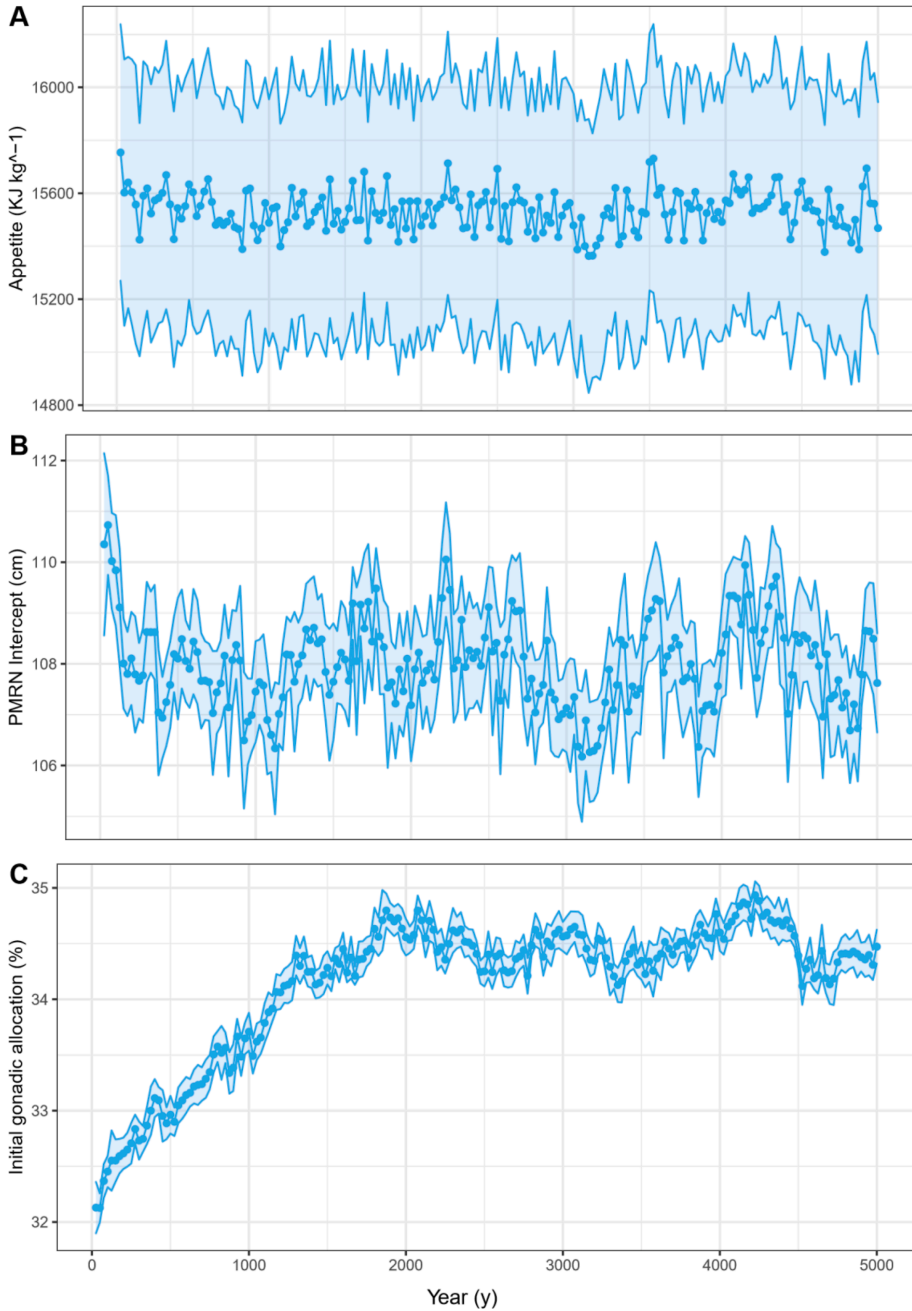 A
Appetite (KJ kg^−1)
16000
15600
15200
14800
B
PMRN Intercept (cm)
112
110
108
106
C
Initial gonadic allocation (%)
35
34
33
32
0 1000 2000 3000 4000 5000
Year (y)